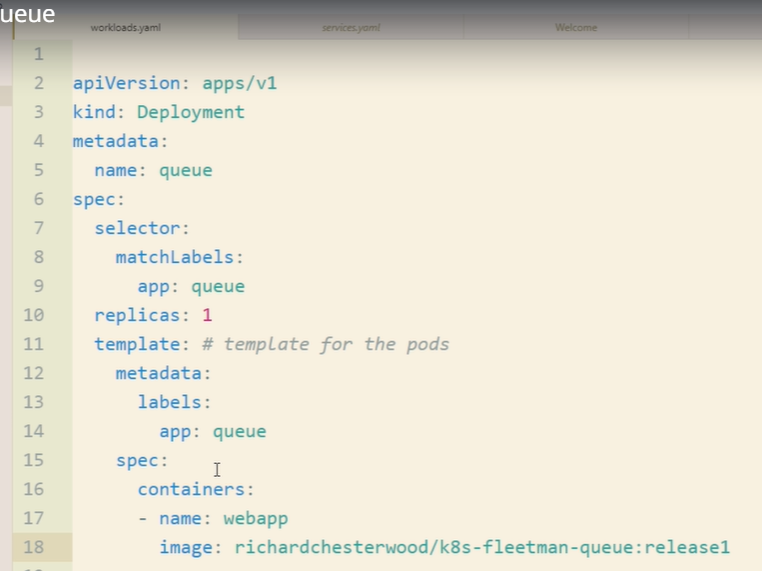 ueue
workloads.yaml services.yaml Welcome
1
2 apiVersion: apps/v1
3 kind: Deployment
4 metadata:
5   name: queue
6 spec:
7   selector:
8     matchLabels:
9       app: queue
10   replicas: 1
11   template: # template for the pods
12     metadata:
13       labels:
14         app: queue
15     spec:
16       containers:
17       - name: webapp
18         image: richardchesterwood/k8s-fleetman-queue:release1